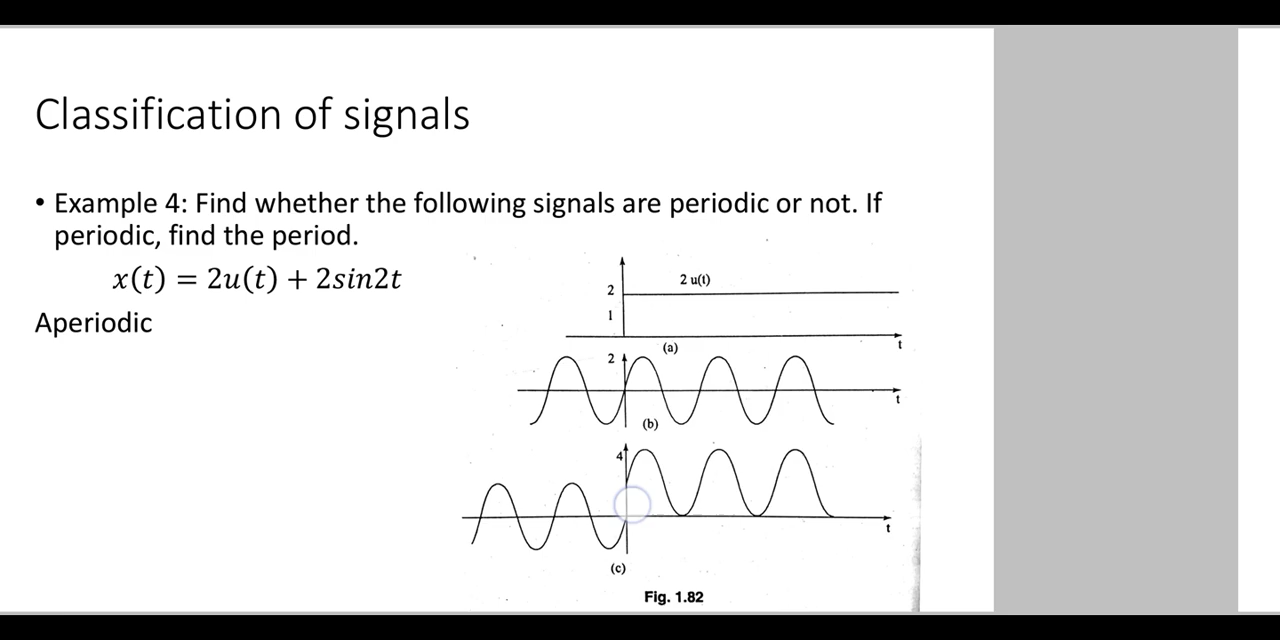 Classification of signals
• Example 4: Find whether the following signals are periodic or not. If
periodic, find the period.
x(t) = 2u(t) + 2sin2t
Aperiodic
2 u(t)
2
1
t
(a)
2
t
(b)
4
t
(c)
Fig. 1.82